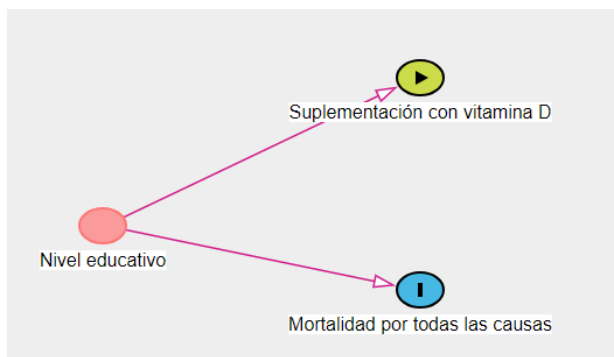 Suplementación con vitamina D
Nivel educativo
Mortalidad por todas las causas